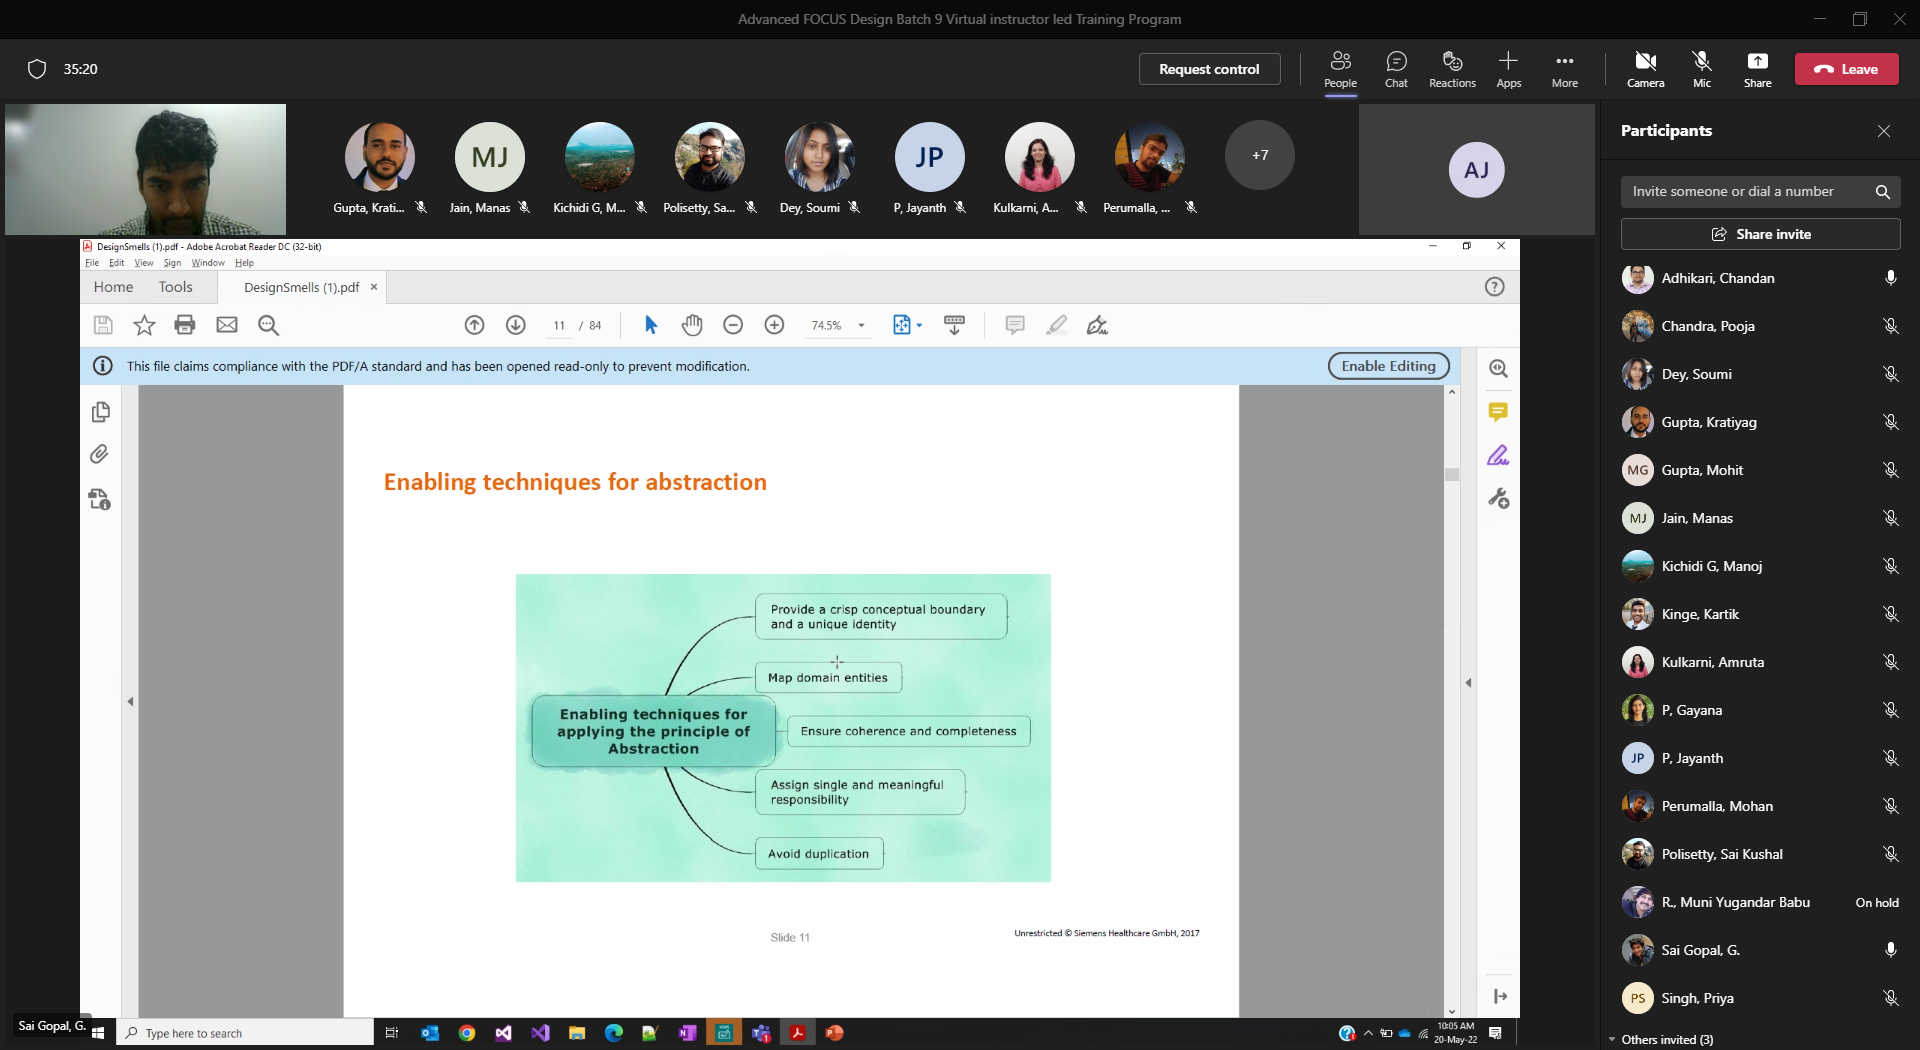 Advanced FOCUS Design Batch 9 Virtual instructor led Training Program
35:20
Request control
People
Chat
Reactions
Apps
More
Camera
Mic
Share
Leave
Gupta, Krati...
MJ
Jain, Manas
Kichidi G, M...
Polisetty, Sa...
Dey, Soumi
JP
P, Jayanth
Kulkarni, A...
Perumalla, ...
+7
AJ
Participants
Invite someone or dial a number
Share invite
Adhikari, Chandan
Chandra, Pooja
Dey, Soumi
Gupta, Kratiyag
MG
Gupta, Mohit
MJ
Jain, Manas
Kichidi G, Manoj
Kinge, Kartik
Kulkarni, Amruta
P, Gayana
JP
P, Jayanth
Perumalla, Mohan
Polisetty, Sai Kushal
R., Muni Yugandar Babu
On hold
Sai Gopal, G.
PS
Singh, Priya
Others invited (3)
DesignSmells (1).pdf - Adobe Acrobat Reader DC (32-bit)
File Edit View Sign Window Help
Home Tools DesignSmells (1).pdf
11 / 84
74.5%
This file claims compliance with the PDF/A standard and has been opened read-only to prevent modification.
Enable Editing
Enabling techniques for abstraction
Enabling techniques for
applying the principle of
Abstraction
Provide a crisp conceptual boundary
and a unique identity
Map domain entities
Ensure coherence and completeness
Assign single and meaningful
responsibility
Avoid duplication
Slide 11
Unrestricted © Siemens Healthcare GmbH, 2017
Sai Gopal, G.
Type here to search
10:05 AM
20-May-22